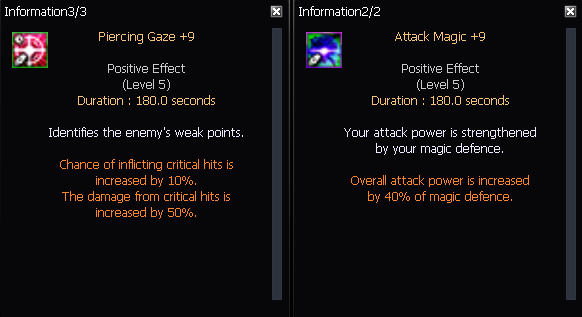 Information3/3
Piercing Gaze +9
Positive Effect
(Level 5)
Duration : 180.0 seconds
Identifies the enemy's weak points.
Chance of inflicting critical hits is
increased by 10%.
The damage from critical hits is
increased by 50%.
Information2/2
Attack Magic +9
Positive Effect
(Level 5)
Duration : 180.0 seconds
Your attack power is strengthened
by your magic defence.
Overall attack power is increased
by 40% of magic defence.